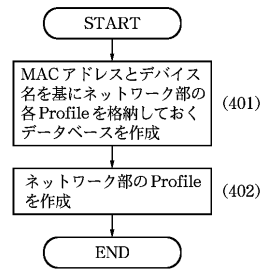 START
MACアドレスとデバイス
名を基にネットワーク部の
各Profileを格納しておく
データベースを作成
(401)
ネットワーク部のProfile
を作成
(402)
END